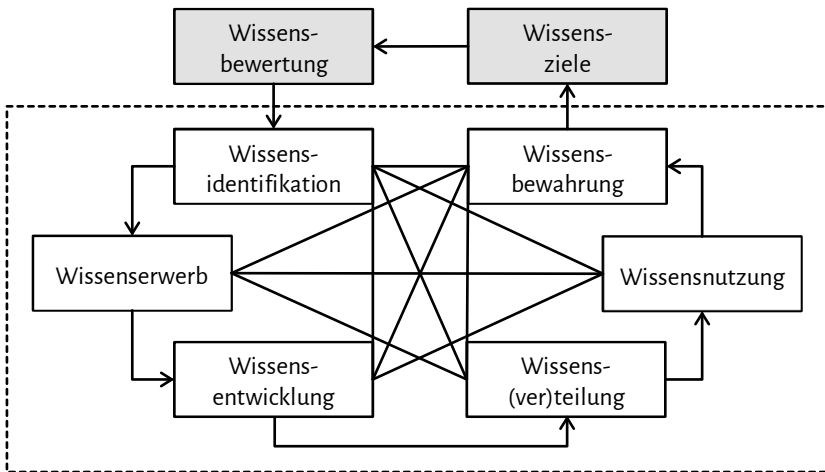 Wissens-
bewertung
Wissens-
ziele
Wissens-
identifikation
Wissens-
bewahrung
Wissenserwerb
Wissensnutzung
Wissens-
entwicklung
Wissens-
(ver)teilung